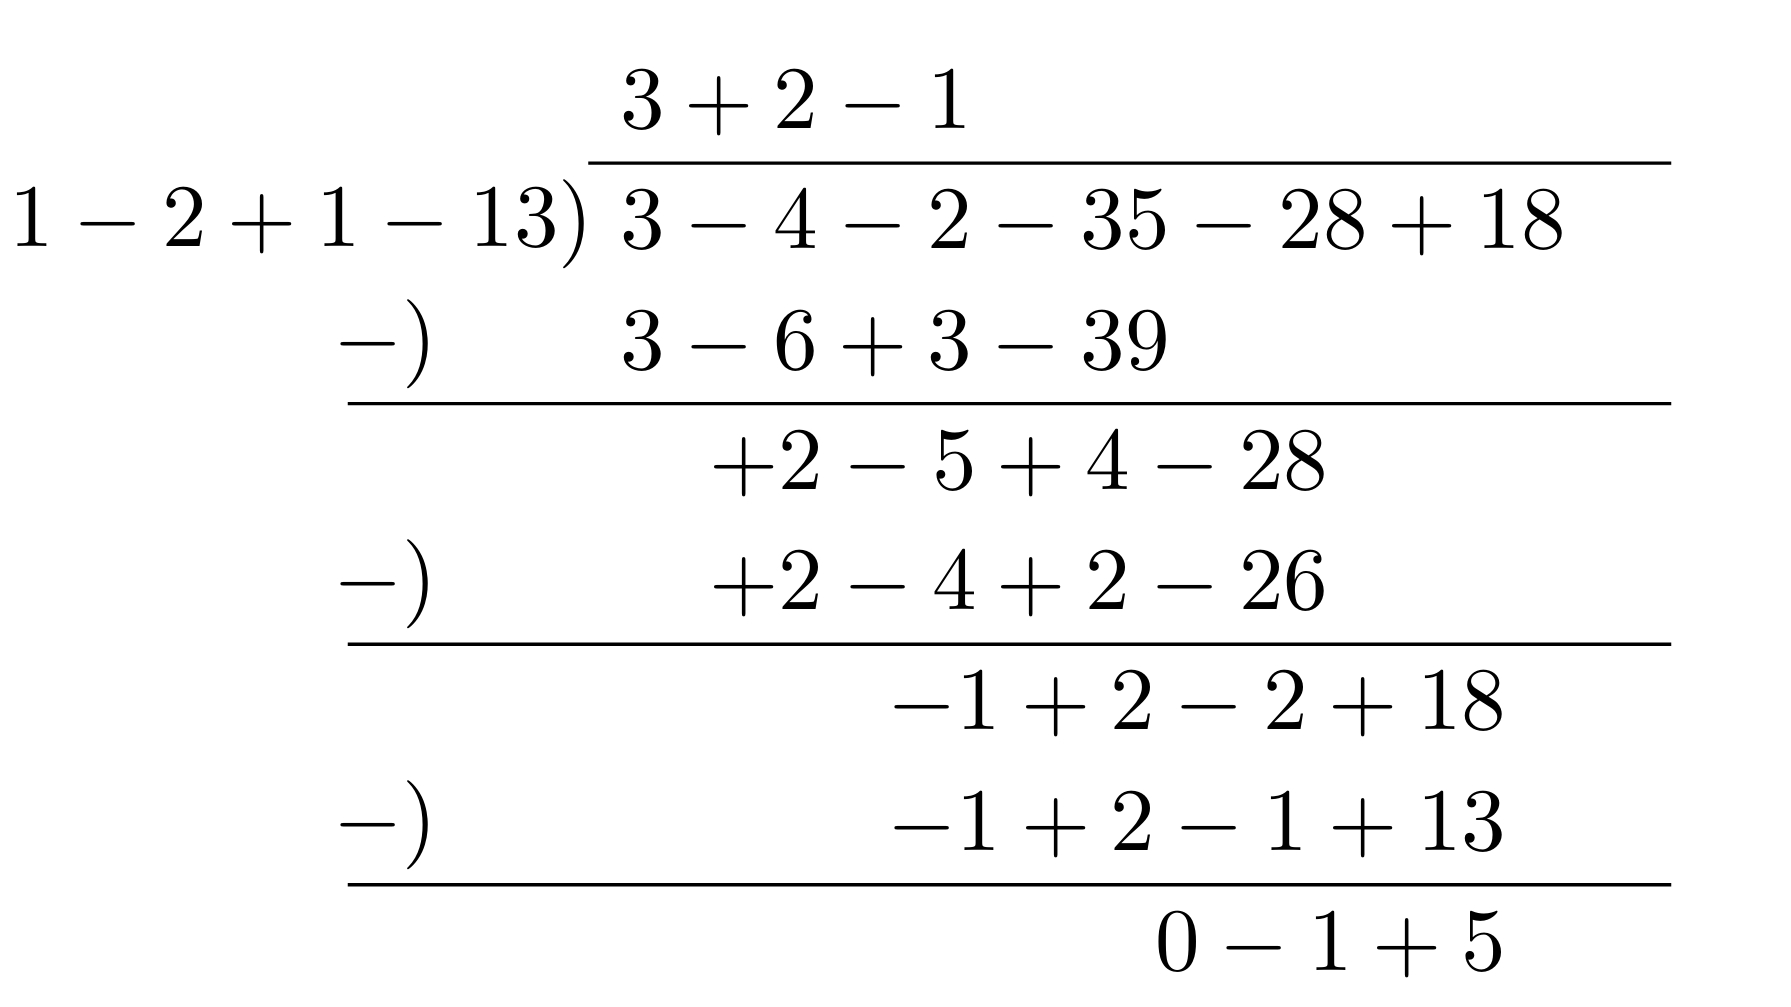 3 + 2 − 1
1 − 2 + 1 − 13) 3 − 4 − 2 − 35 − 28 + 18
−) 3 − 6 + 3 − 39
+2 − 5 + 4 − 28
−) +2 − 4 + 2 − 26
−1 + 2 − 2 + 18
−) −1 + 2 − 1 + 13
0 − 1 + 5